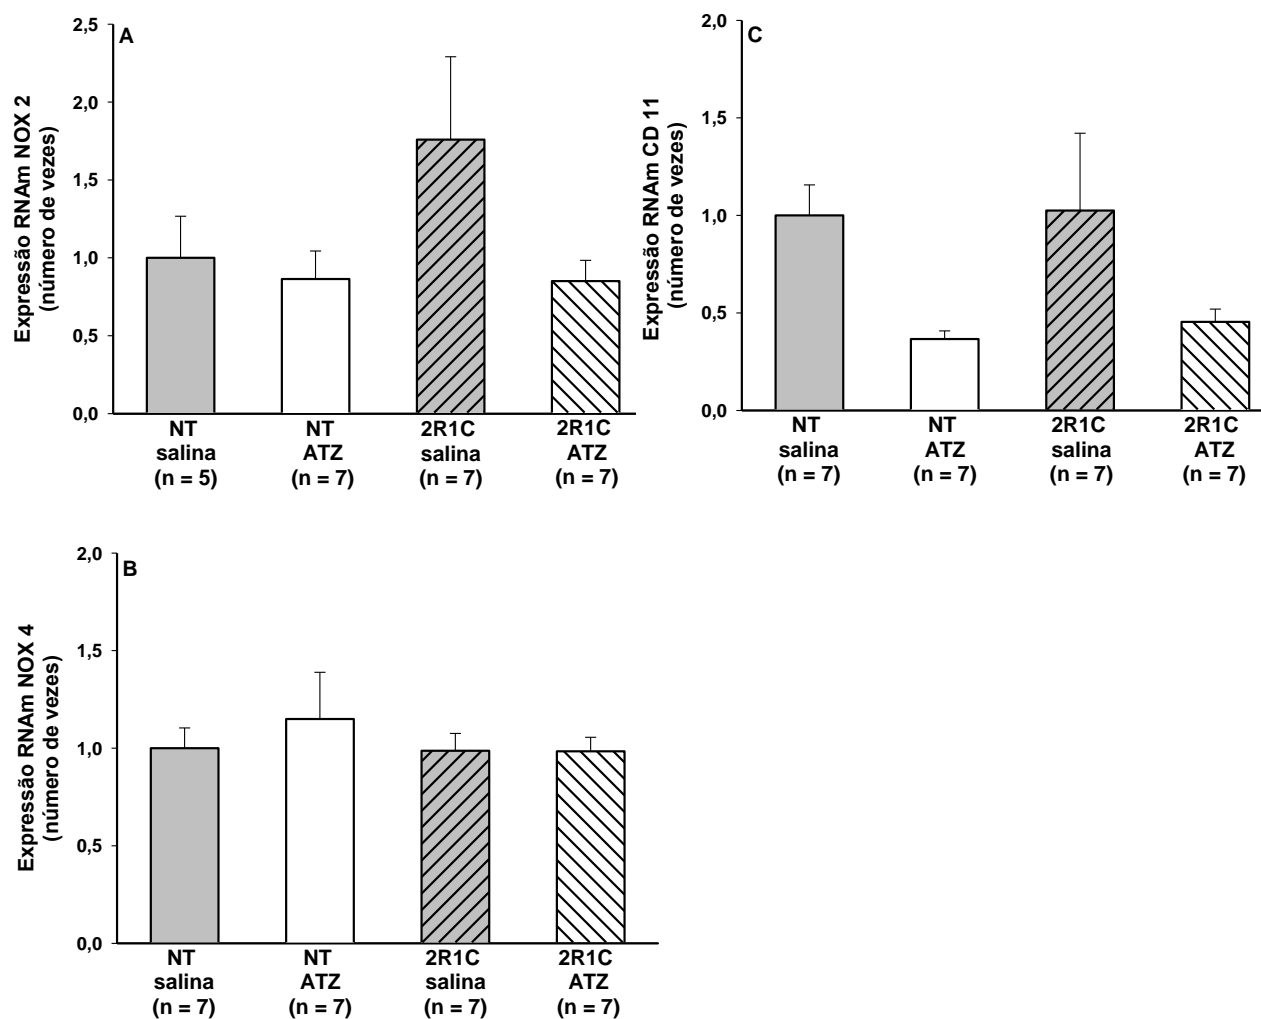 A
Expressão RNAm NOX 2
(número de vezes)
2,5
2,0
1,5
1,0
0,5
0,0
NT
salina
(n = 5)
NT
ATZ
(n = 7)
2R1C
salina
(n = 7)
2R1C
ATZ
(n = 7)
C
Expressão RNAm CD 11
(número de vezes)
2,0
1,5
1,0
0,5
0,0
NT
salina
(n = 7)
NT
ATZ
(n = 7)
2R1C
salina
(n = 7)
2R1C
ATZ
(n = 7)
B
Expressão RNAm NOX 4
(número de vezes)
2,0
1,5
1,0
0,5
0,0
NT
salina
(n = 7)
NT
ATZ
(n = 7)
2R1C
salina
(n = 7)
2R1C
ATZ
(n = 7)